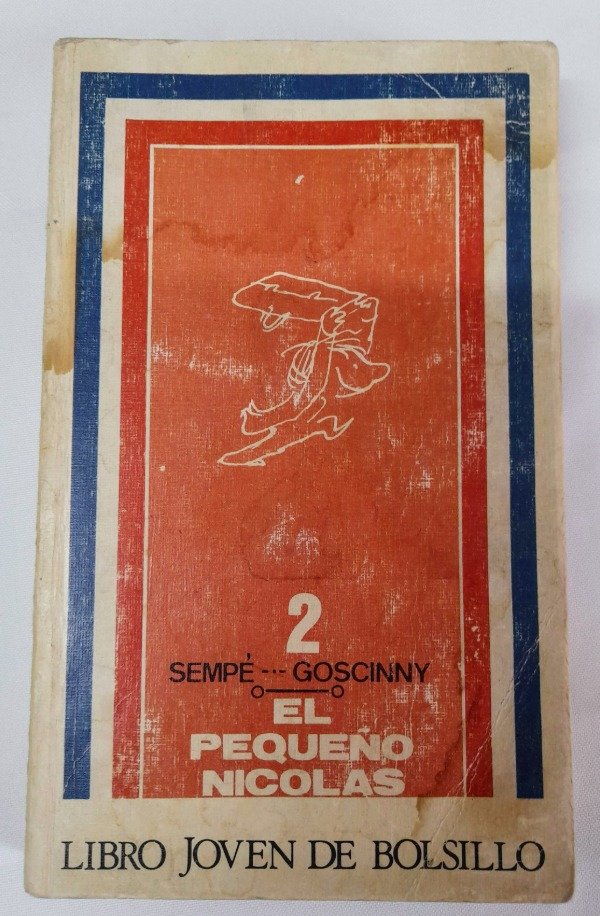 2
SEMPÉ --- GOSCINNY
EL
PEQUEÑO
NICOLAS
LIBRO JOVEN DE BOLSILLO